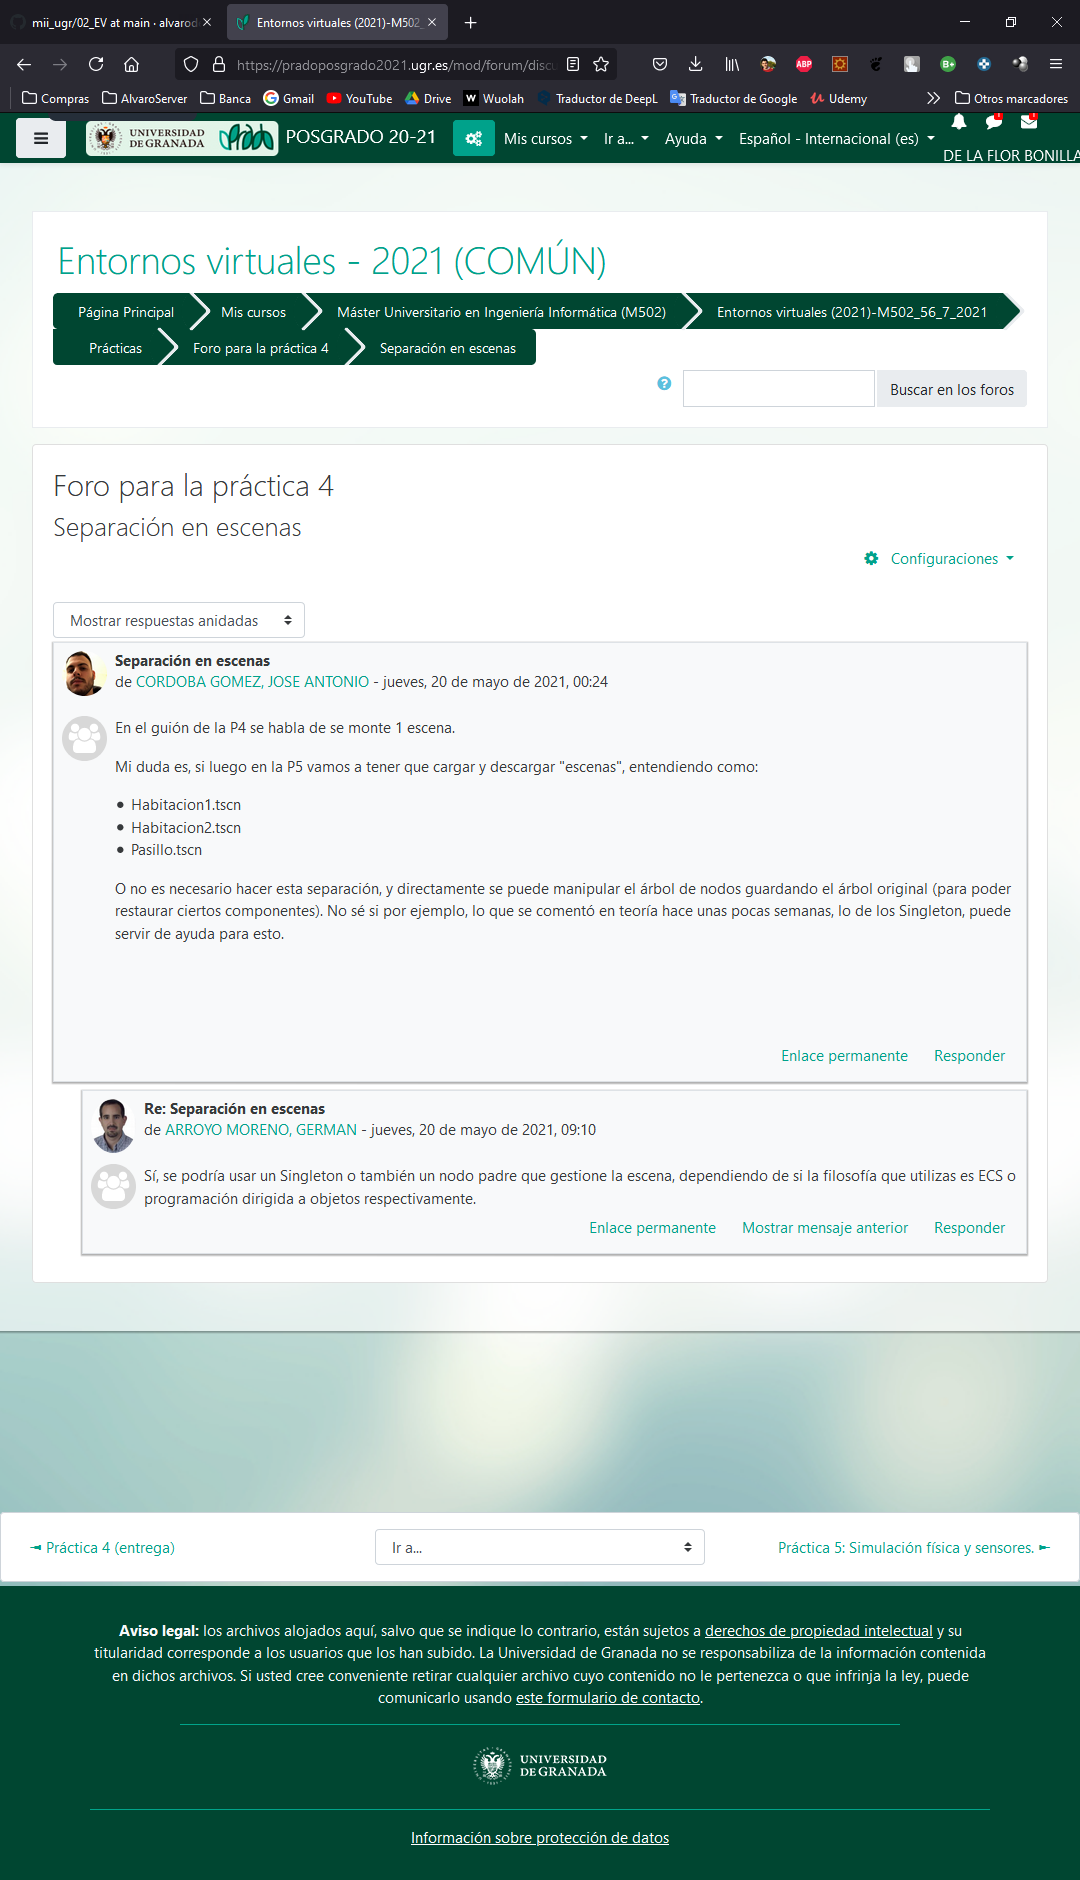 mii_ugr/02_EV at main · alvarod
Entornos virtuales (2021)-M502_
https://pradoposgrado2021.ugr.es/mod/forum/discu
Compras AlvaroServer Banca Gmail YouTube Drive Wuolah Traductor de DeepL Traductor de Google Udemy Otros marcadores
UNIVERSIDAD DE GRANADA POSGRADO 20-21 Mis cursos Ir a... Ayuda Español - Internacional (es)
DE LA FLOR BONILLA
Entornos virtuales - 2021 (COMÚN)
Página Principal Mis cursos Máster Universitario en Ingeniería Informática (M502) Entornos virtuales (2021)-M502_56_7_2021
Prácticas Foro para la práctica 4 Separación en escenas
Buscar en los foros
Foro para la práctica 4
Separación en escenas
Configuraciones
Mostrar respuestas anidadas
Separación en escenas
de CORDOBA GOMEZ, JOSE ANTONIO - jueves, 20 de mayo de 2021, 00:24
En el guión de la P4 se habla de se monte 1 escena.
Mi duda es, si luego en la P5 vamos a tener que cargar y descargar "escenas", entendiendo como:
• Habitacion1.tscn
• Habitacion2.tscn
• Pasillo.tscn
O no es necesario hacer esta separación, y directamente se puede manipular el árbol de nodos guardando el árbol original (para poder
restaurar ciertos componentes). No sé si por ejemplo, lo que se comentó en teoría hace unas pocas semanas, lo de los Singleton, puede
servir de ayuda para esto.
Enlace permanente Responder
Re: Separación en escenas
de ARROYO MORENO, GERMAN - jueves, 20 de mayo de 2021, 09:10
Sí, se podría usar un Singleton o también un nodo padre que gestione la escena, dependiendo de si la filosofía que utilizas es ECS o
programación dirigida a objetos respectivamente.
Enlace permanente Mostrar mensaje anterior Responder
Práctica 4 (entrega) Ir a... Práctica 5: Simulación física y sensores.
Aviso legal: los archivos alojados aquí, salvo que se indique lo contrario, están sujetos a derechos de propiedad intelectual y su
titularidad corresponde a los usuarios que los han subido. La Universidad de Granada no se responsabiliza de la información contenida
en dichos archivos. Si usted cree conveniente retirar cualquier archivo cuyo contenido no le pertenezca o que infrinja la ley, puede
comunicarlo usando este formulario de contacto.
UNIVERSIDAD
DE GRANADA
Información sobre protección de datos